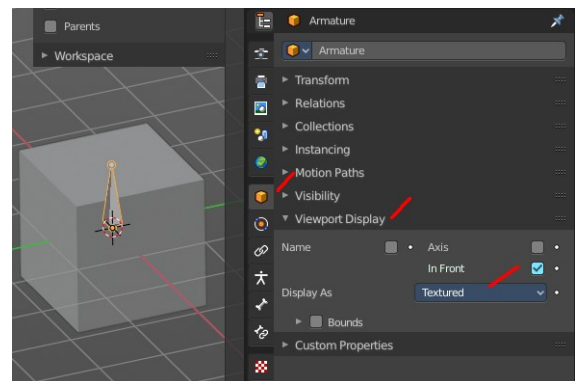 Parents
Workspace
Armature
Armature
Transform
Relations
Collections
Instancing
Motion Paths
Visibility
Viewport Display
Name Axis
In Front
Display As Textured
Bounds
Custom Properties